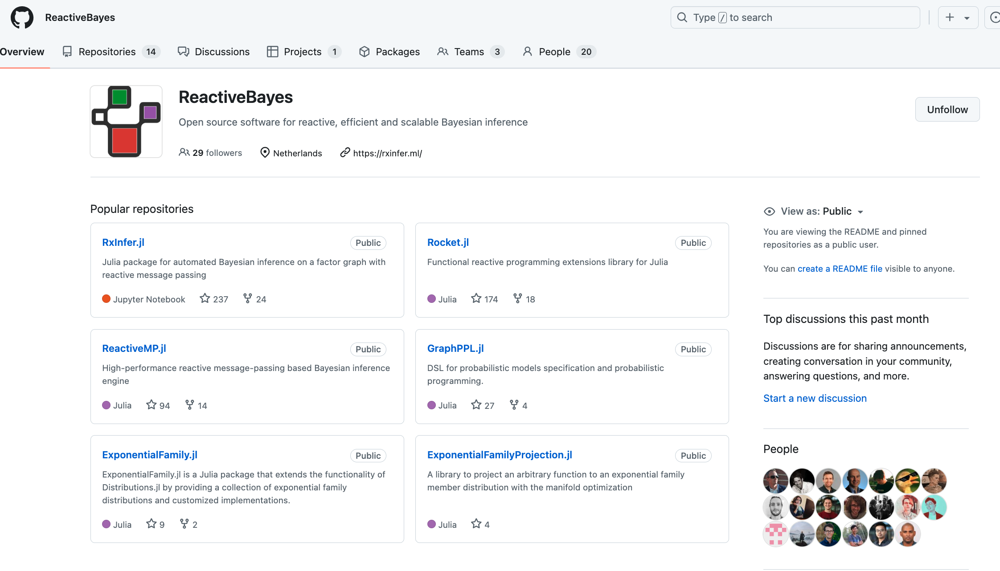 ReactiveBayes
Type / to search
Overview
Repositories 14
Discussions
Projects 1
Packages
Teams 3
People 20
ReactiveBayes
Open source software for reactive, efficient and scalable Bayesian inference
29 followers
Netherlands
https://rxinfer.ml/
Unfollow
Popular repositories
RxInfer.jl
Public
Julia package for automated Bayesian inference on a factor graph with
reactive message passing
Jupyter Notebook 237 24
Rocket.jl
Public
Functional reactive programming extensions library for Julia
Julia 174 18
ReactiveMP.jl
Public
High-performance reactive message-passing based Bayesian inference
engine
Julia 94 14
GraphPPL.jl
Public
DSL for probabilistic models specification and probabilistic
programming.
Julia 27 4
ExponentialFamily.jl
Public
ExponentialFamily.jl is a Julia package that extends the functionality of
Distributions.jl by providing a collection of exponential family
distributions and customized implementations.
Julia 9 2
ExponentialFamilyProjection.jl
Public
A library to project an arbitrary function to an exponential family
member distribution with the manifold optimization
Julia 4
View as: Public
You are viewing the README and pinned
repositories as a public user.
You can create a README file visible to anyone.
Top discussions this past month
Discussions are for sharing announcements,
creating conversation in your community,
answering questions, and more.
Start a new discussion
People